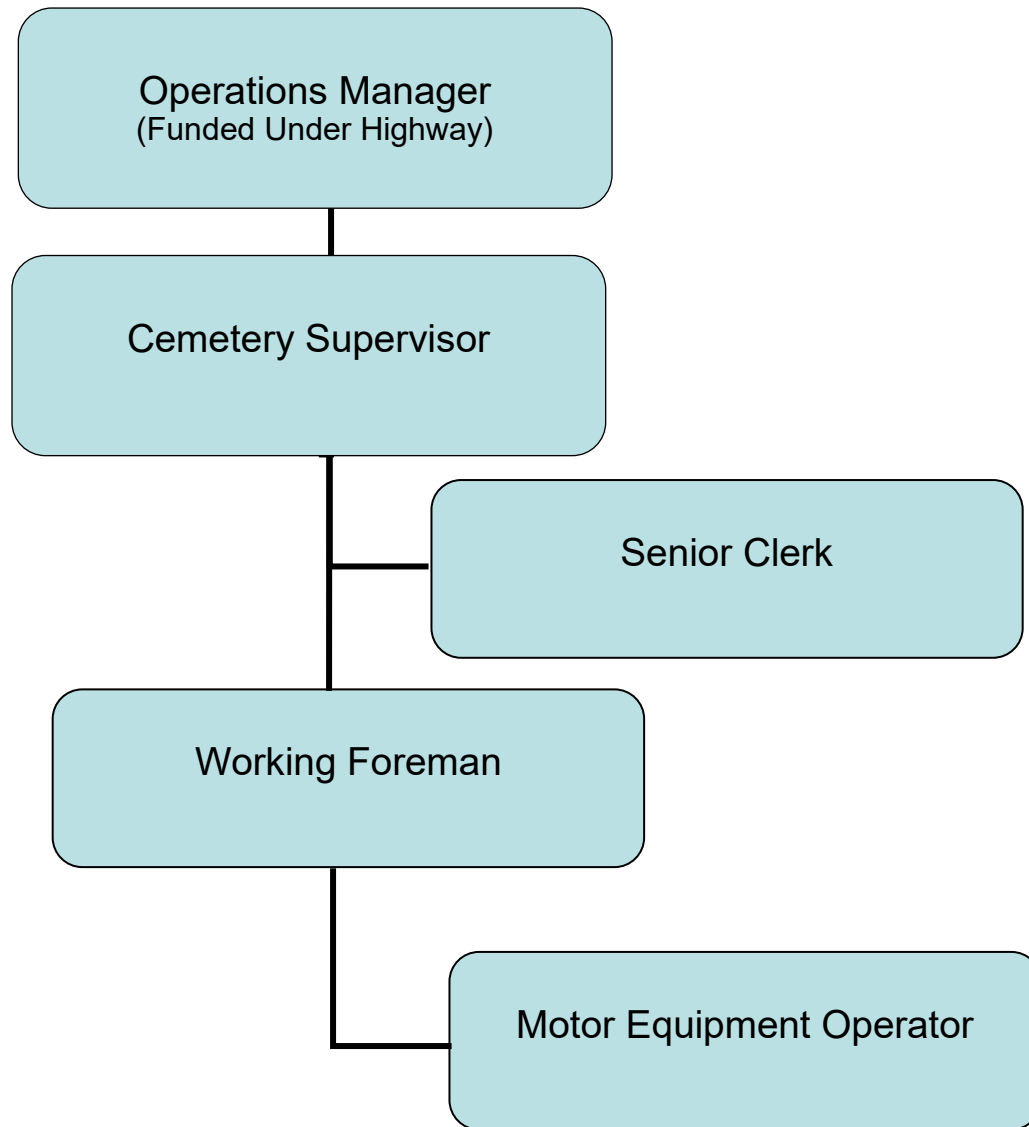 Operations Manager
(Funded Under Highway)
Cemetery Supervisor
Senior Clerk
Working Foreman
Motor Equipment Operator